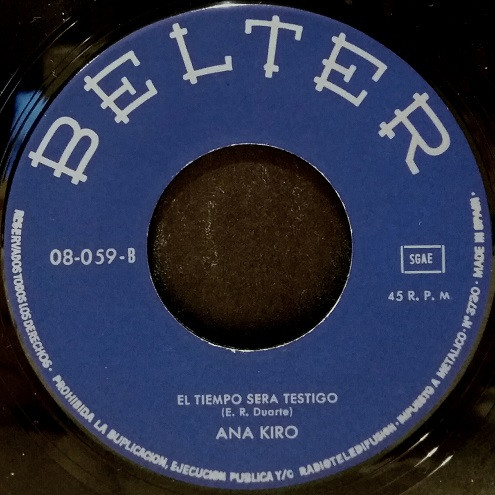 BELTER
08-059-B
SGAE
45 R. P. M
EL TIEMPO SERA TESTIGO
(E. R. Duarte)
ANA KIRO
RESERVADOS TODOS LOS DERECHOS · PROHIBIDA LA DUPLICACION, EJECUCION PUBLICA Y/O RADIOTELEDIFUSION · IMPUESTO A METALICO · Nº 3730 · MADE IN SPAIN ·